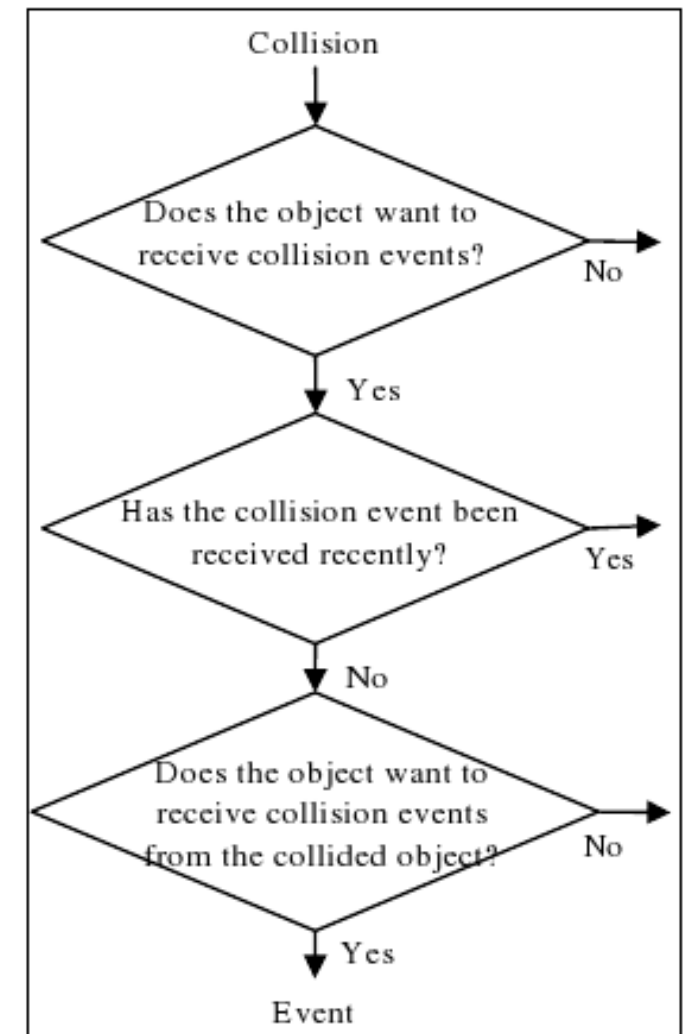 Collision
Does the object want to
receive collision events?
No
Yes
Has the collision event been
received recently?
Yes
No
Does the object want to
receive collision events
from the collided object?
No
Yes
Event